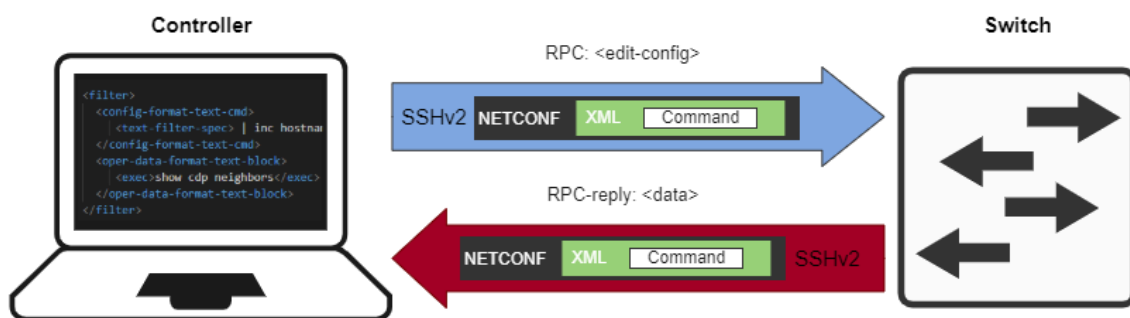 Controller
Switch
RPC: <edit-config>
<filter>
<config-format-text-cmd>
<text-filter-spec> | inc hostna
</config-format-text-cmd>
<oper-data-format-text-block>
<exec>show cdp neighbors</exec>
</oper-data-format-text-block>
</filter>
SSHv2 NETCONF XML Command
RPC-reply: <data>
NETCONF XML Command SSHv2